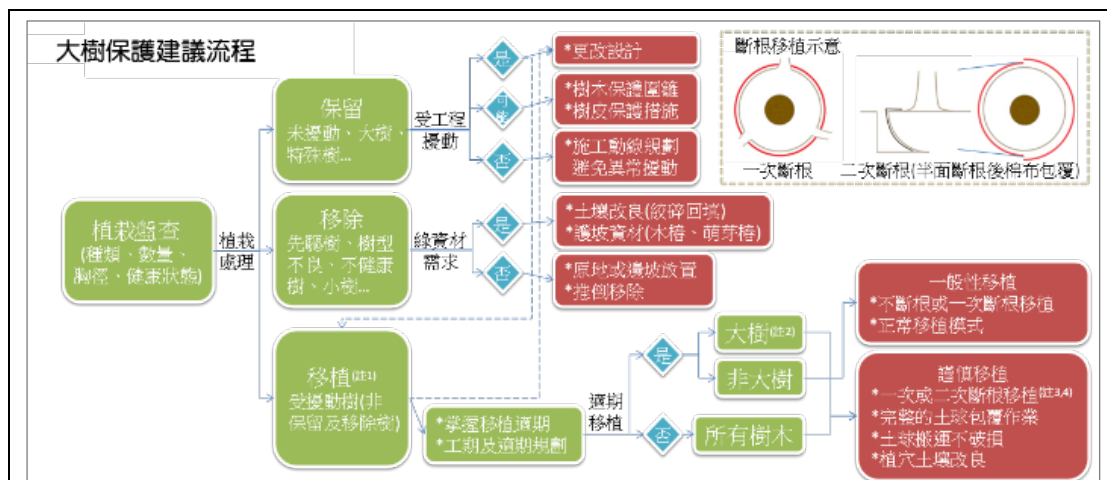 大樹保護建議流程
植栽盤查
(種類、數量、
胸徑、健康狀態)
植栽
處理
保留
未擾動、大樹、
特殊樹...
受工程
擾動
是
*更改設計
可能
*樹木保護圍籬
*樹皮保護措施
否
*施工動線規劃
避免異常擾動
移除
先驅樹、樹型
不良、不健康
樹、小樹...
綠資材
需求
是
*土壤改良(絞碎回填)
*護坡資材(木樁、萌芽樁)
否
*原地或邊坡放置
*推倒移除
移植(註1)
受擾動樹(非
保留及移除樹)
*掌握移植適期
*工期及適期規劃
適期
移植
是
大樹(註2)
非大樹
否
所有樹木
一般性移植
*不斷根或一次斷根移植
*正常移植模式
謹慎移植
*一次或二次斷根移植(註3,4)
*完整的土球包覆作業
*土球搬運不破損
*植穴土壤改良
斷根移植示意
一次斷根
二次斷根(半面斷根後棉布包覆)